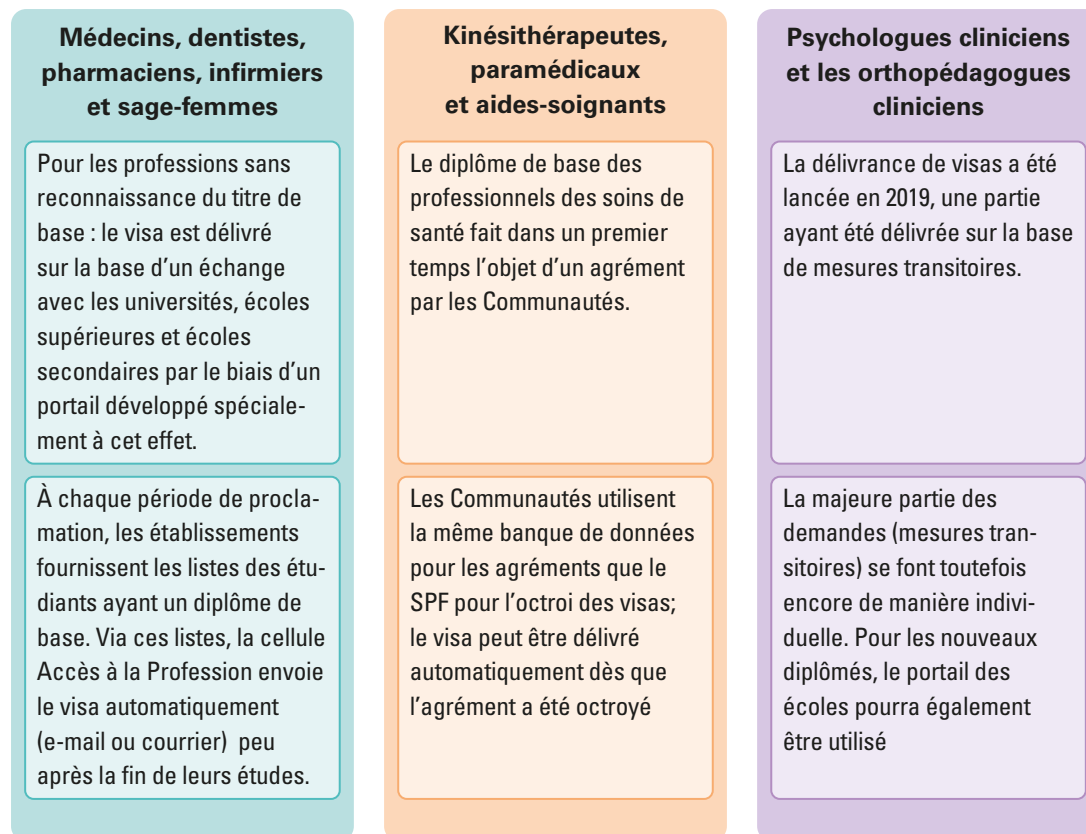 Médecins, dentistes,
pharmaciens, infirmiers
et sage-femmes
Pour les professions sans
reconnaissance du titre de
base : le visa est délivré
sur la base d'un échange
avec les universités, écoles
supérieures et écoles
secondaires par le biais d'un
portail développé spéciale-
ment à cet effet.
À chaque période de procla-
mation, les établissements
fournissent les listes des étu-
diants ayant un diplôme de
base. Via ces listes, la cellule
Accès à la Profession envoie
le visa automatiquement
(e-mail ou courrier) peu
après la fin de leurs études.
Kinésithérapeutes,
paramédicaux
et aides-soignants
Le diplôme de base des
professionnels des soins de
santé fait dans un premier
temps l'objet d'un agrément
par les Communautés.
Les Communautés utilisent
la même banque de données
pour les agréments que le
SPF pour l'octroi des visas;
le visa peut être délivré
automatiquement dès que
l'agrément a été octroyé
Psychologues cliniciens
et les orthopédagogues
cliniciens
La délivrance de visas a été
lancée en 2019, une partie
ayant été délivrée sur la base
de mesures transitoires.
La majeure partie des
demandes (mesures tran-
sitoires) se font toutefois
encore de manière indivi-
duelle. Pour les nouveaux
diplômés, le portail des
écoles pourra également
être utilisé